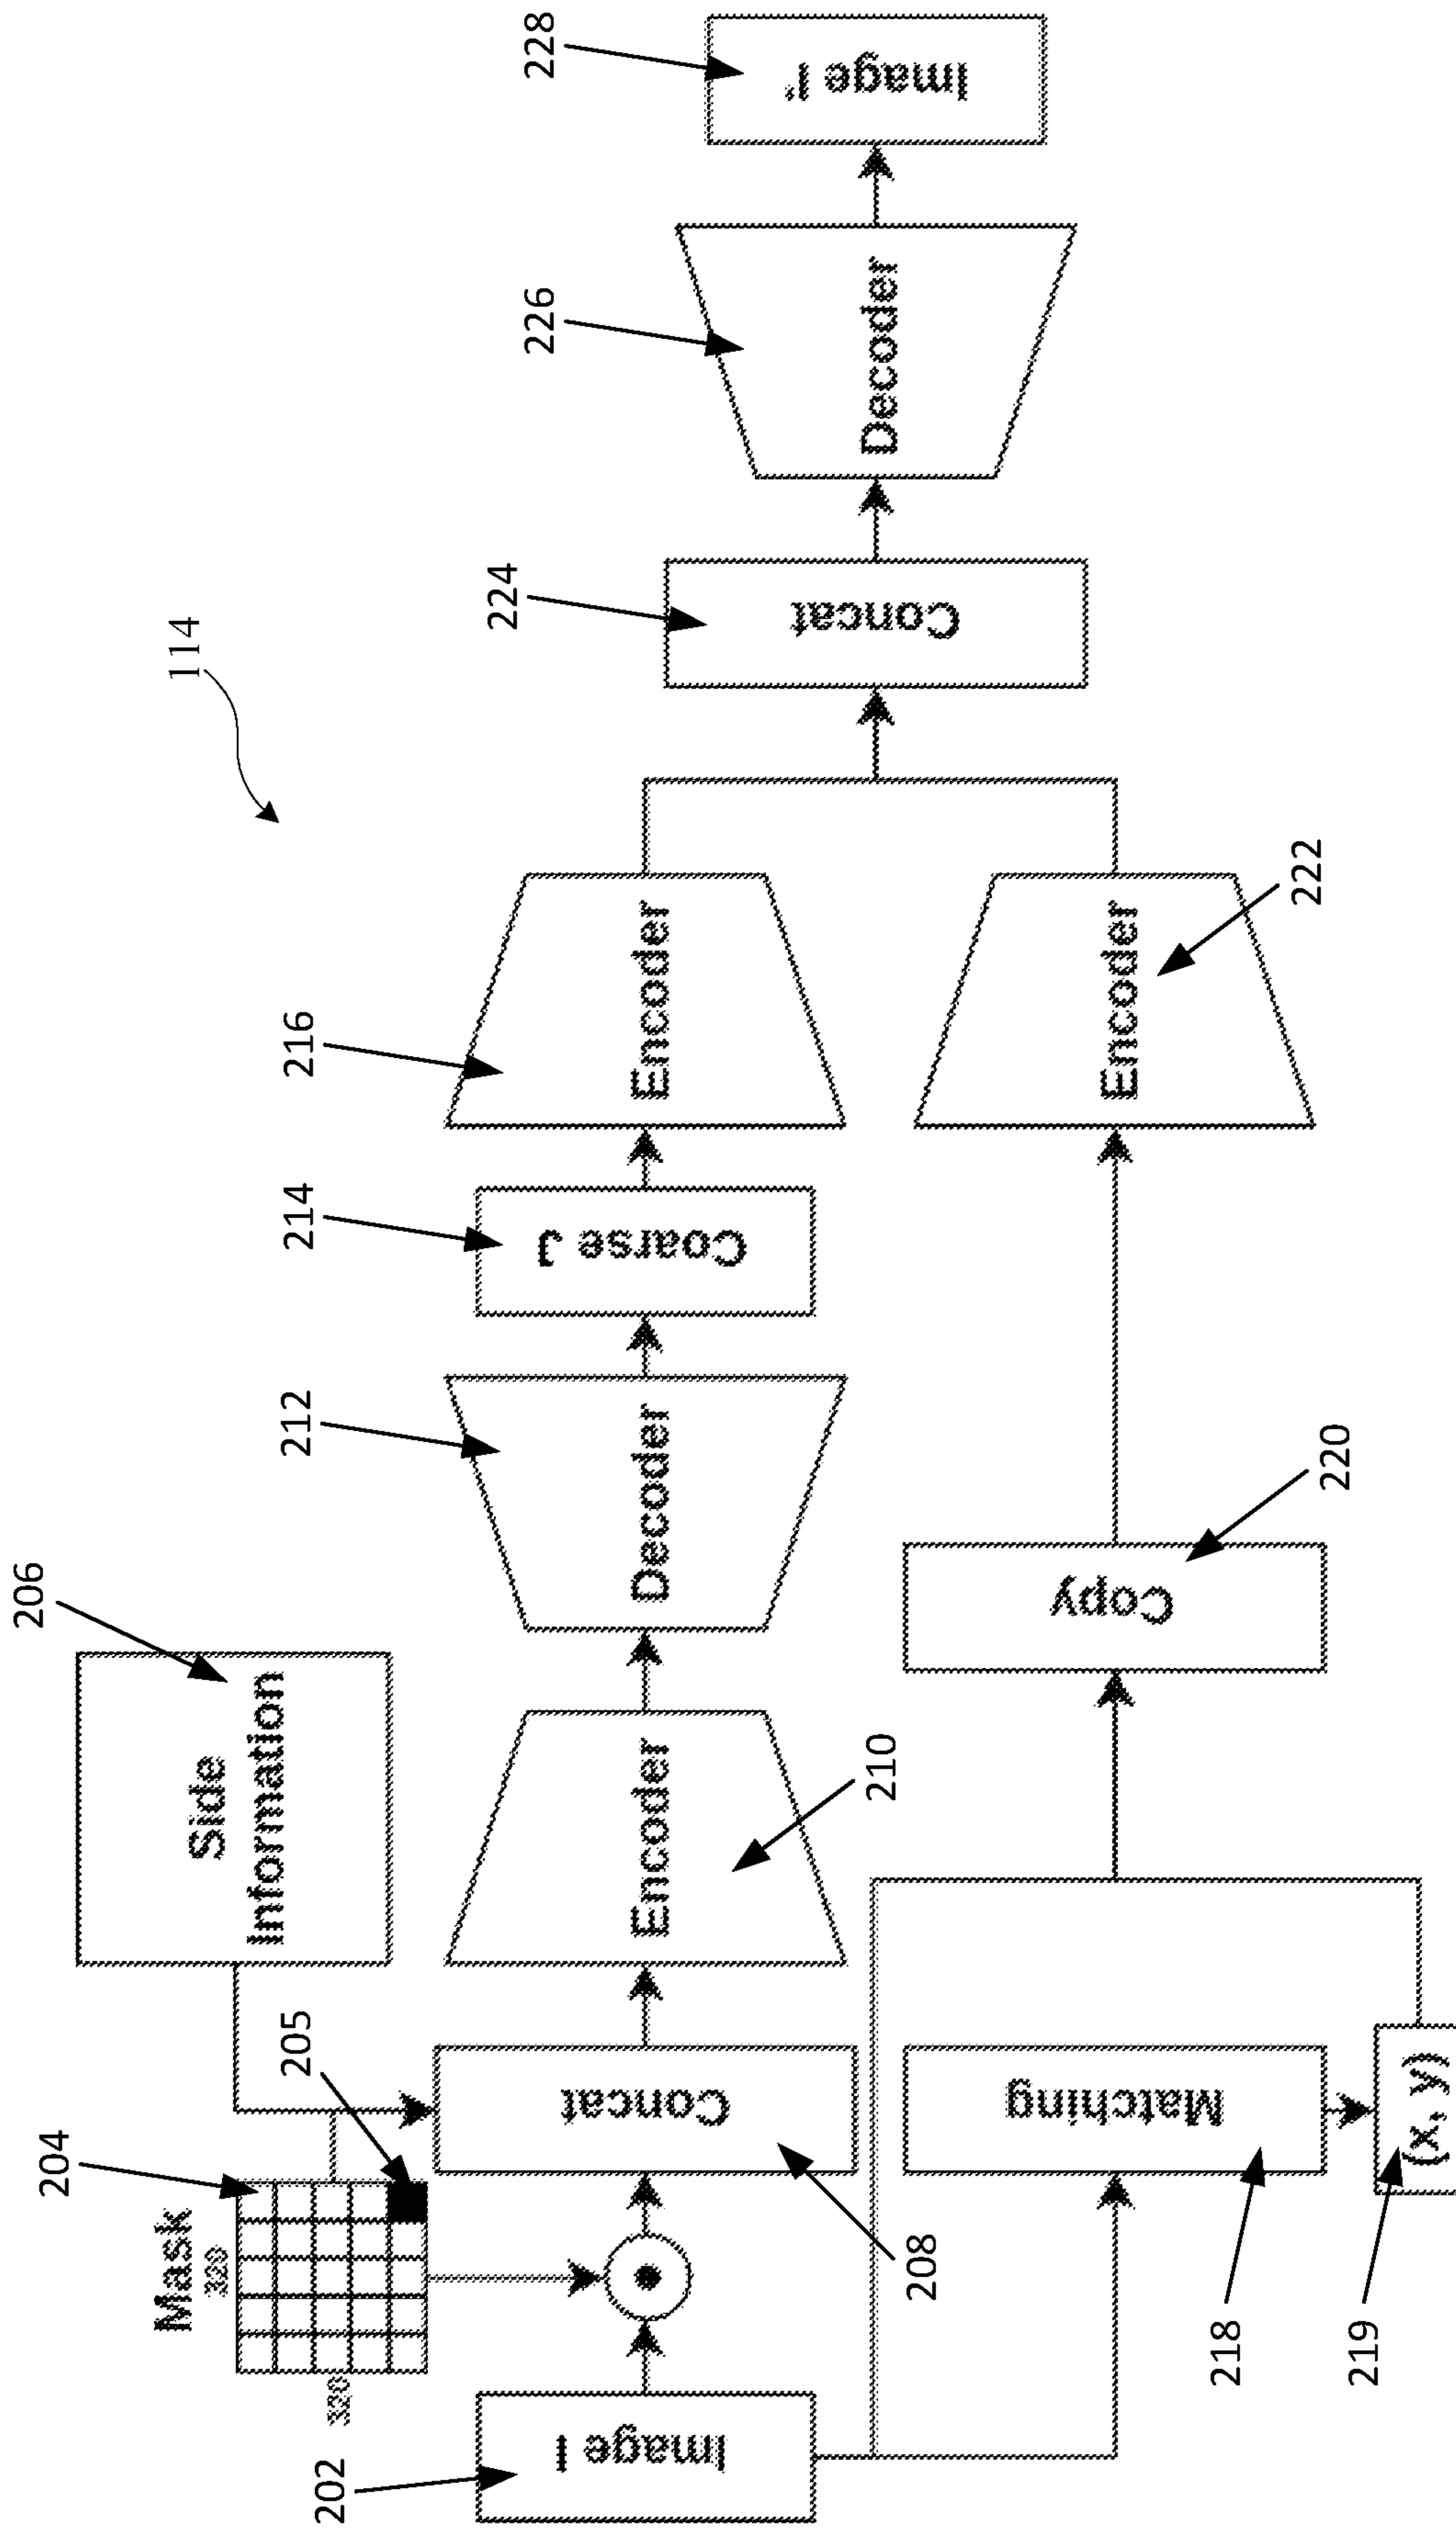 114
Mask
320
320
204
205
Side
Information
206
Image I
202
Concat
208
Encoder
210
Decoder
212
Coarse J
214
Encoder
216
Matching
218
(x, y)
219
Copy
220
Encoder
222
Concat
224
Decoder
226
Image I'
228